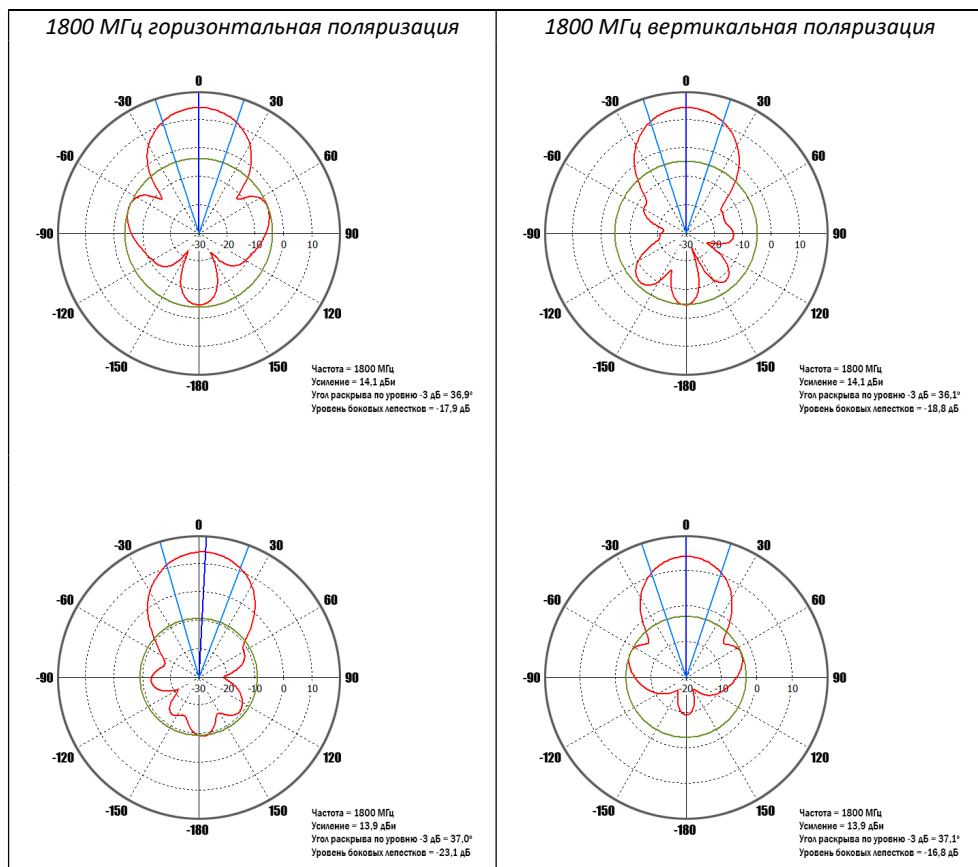 1800 МГц горизонтальная поляризация
0
-30 30
-60 60
-90 -30 -20 -10 0 10 90
-120 120
-150 150
-180
Частота = 1800 МГц
Усиление = 14,1 дБи
Угол раскрыва по уровню -3 дБ = 36,9°
Уровень боковых лепестков = -17,9 дБ
1800 МГц вертикальная поляризация
0
-30 30
-60 60
-90 -30 -20 -10 0 10 90
-120 120
-150 150
-180
Частота = 1800 МГц
Усиление = 14,1 дБи
Угол раскрыва по уровню -3 дБ = 36,1°
Уровень боковых лепестков = -18,8 дБ
0
-30 30
-60 60
-90 -30 -20 -10 0 10 90
-120 120
-150 150
-180
Частота = 1800 МГц
Усиление = 13,9 дБи
Угол раскрыва по уровню -3 дБ = 37,0°
Уровень боковых лепестков = -23,1 дБ
0
-30 30
-60 60
-90 -20 -10 0 10 90
-120 120
-150 150
-180
Частота = 1800 МГц
Усиление = 13,9 дБи
Угол раскрыва по уровню -3 дБ = 37,1°
Уровень боковых лепестков = -16,8 дБ